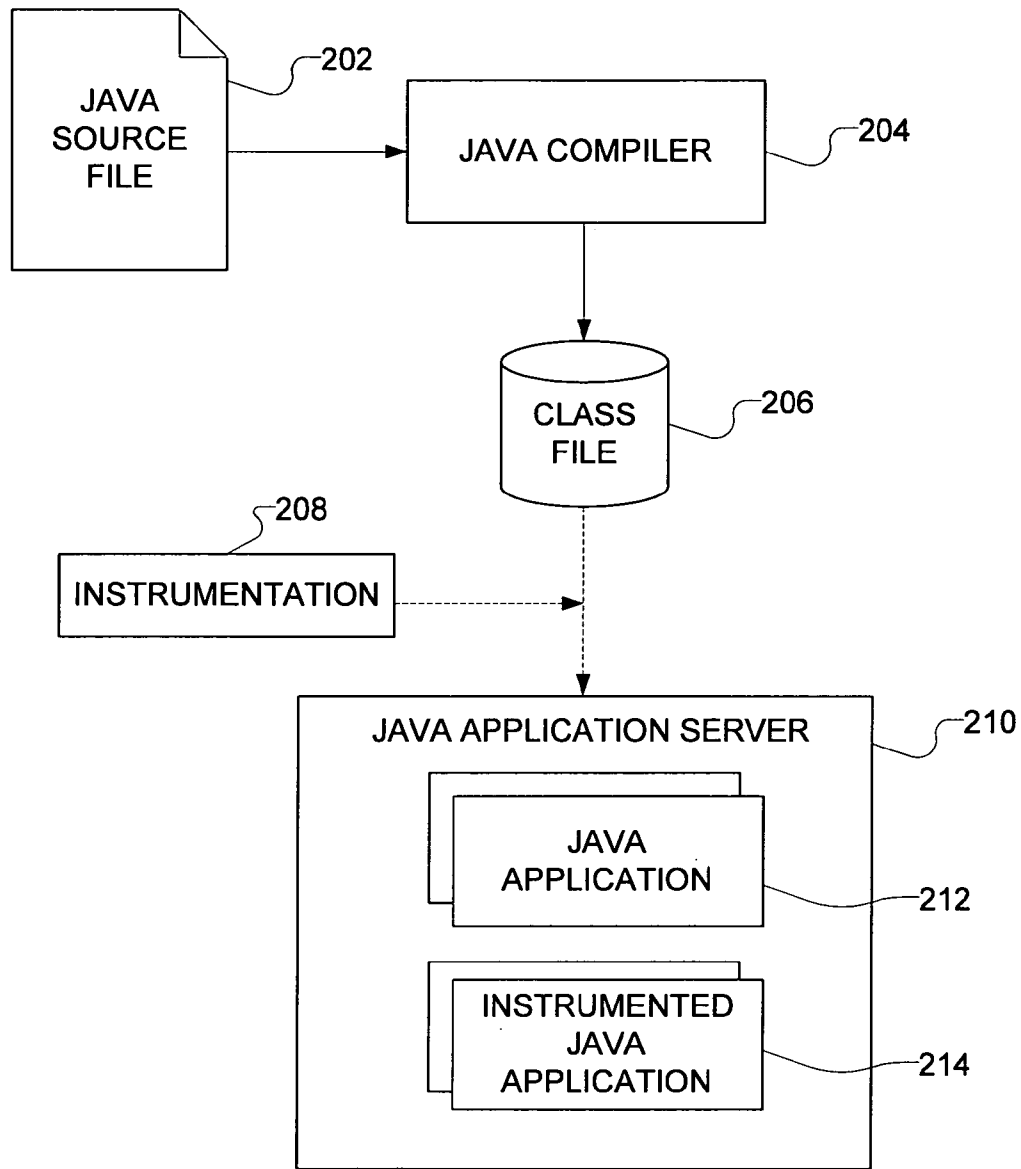 202
JAVA
SOURCE
FILE
JAVA COMPILER
204
CLASS
FILE
206
208
INSTRUMENTATION
JAVA APPLICATION SERVER
210
JAVA
APPLICATION
212
INSTRUMENTED
JAVA
APPLICATION
214